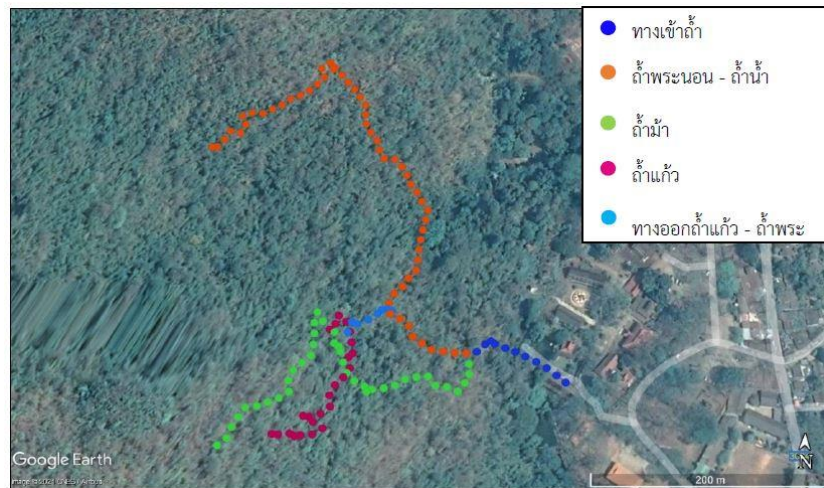 ทางเข้าถ้ำ
ถ้ำพระนอน - ถ้ำน้ำ
ถ้ำม้า
ถ้ำแก้ว
ทางออกถ้ำแก้ว - ถ้ำพระ
Google Earth
N
200 m